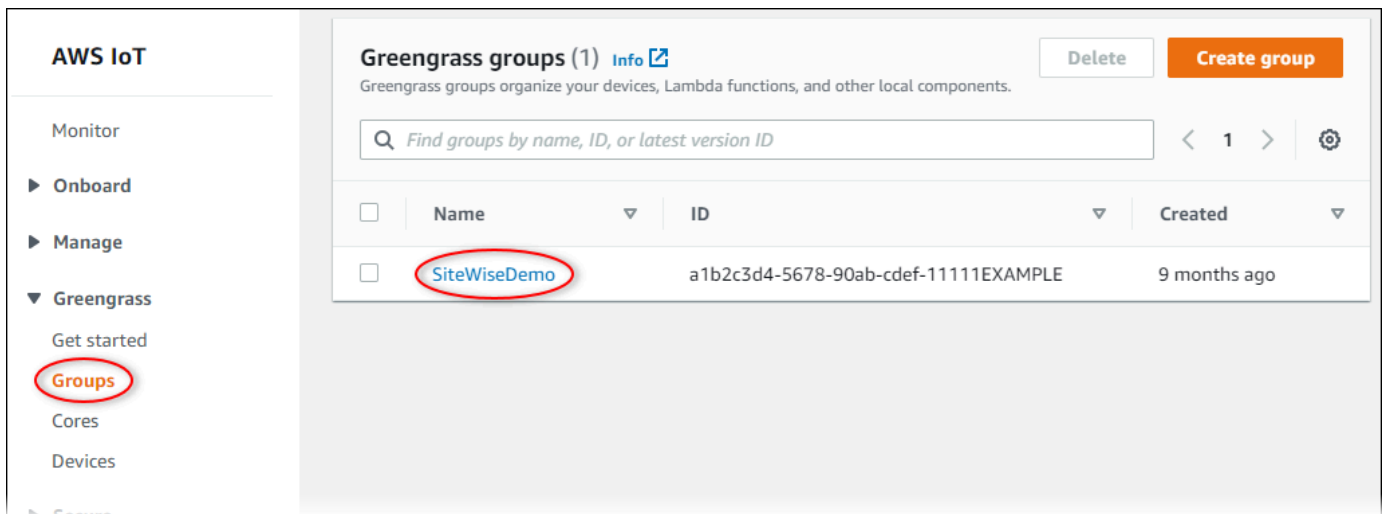 AWS IoT
Monitor
Onboard
Manage
Greengrass
Get started
Groups
Cores
Devices
Greengrass groups (1) Info
Delete
Create group
Greengrass groups organize your devices, Lambda functions, and other local components.
Find groups by name, ID, or latest version ID
1
Name ID Created
SiteWiseDemo a1b2c3d4-5678-90ab-cdef-11111EXAMPLE 9 months ago